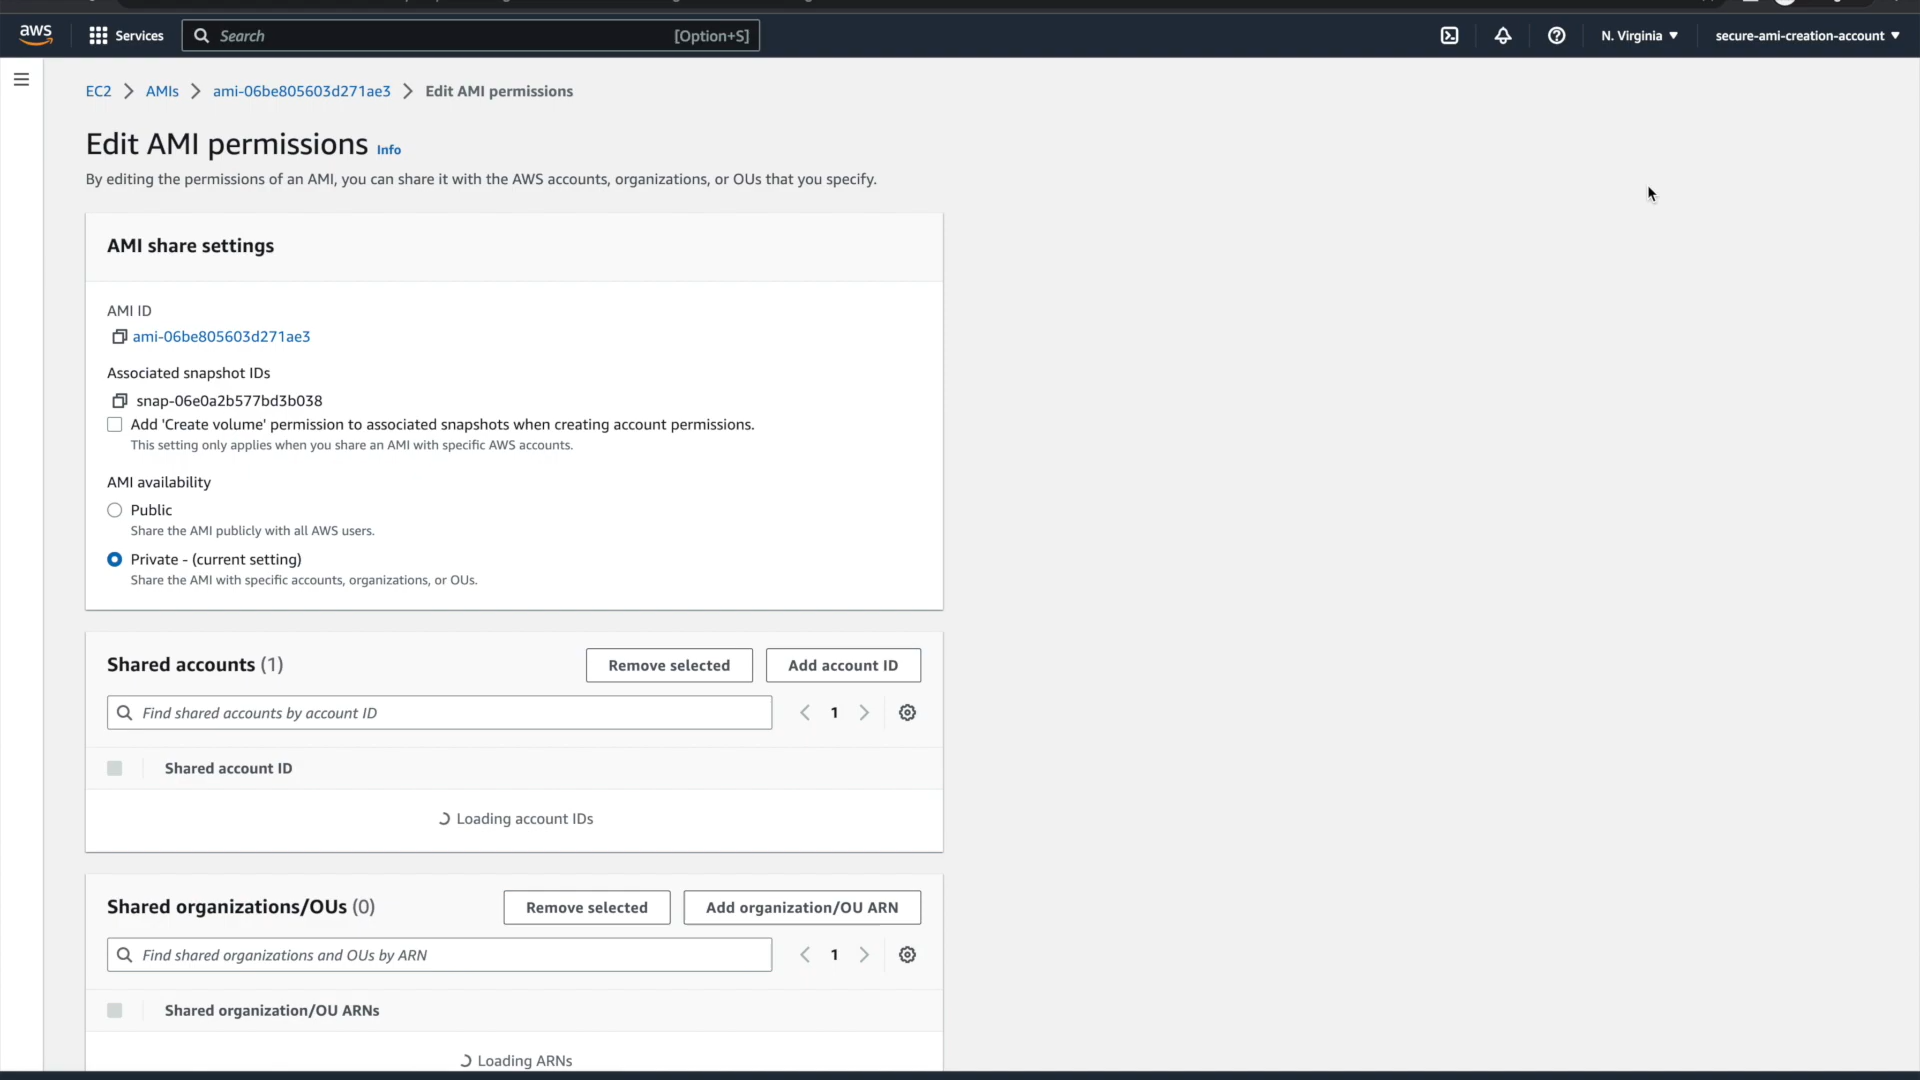 aws
Services
Search
[Option+S]
N. Virginia
secure-ami-creation-account
EC2
AMIs
ami-06be805603d271ae3
Edit AMI permissions
Edit AMI permissions Info
By editing the permissions of an AMI, you can share it with the AWS accounts, organizations, or OUs that you specify.
AMI share settings
AMI ID
ami-06be805603d271ae3
Associated snapshot IDs
snap-06e0a2b577bd3b038
Add 'Create volume' permission to associated snapshots when creating account permissions.
This setting only applies when you share an AMI with specific AWS accounts.
AMI availability
Public
Share the AMI publicly with all AWS users.
Private - (current setting)
Share the AMI with specific accounts, organizations, or OUs.
Shared accounts (1)
Remove selected
Add account ID
Find shared accounts by account ID
1
Shared account ID
Loading account IDs
Shared organizations/OUs (0)
Remove selected
Add organization/OU ARN
Find shared organizations and OUs by ARN
1
Shared organization/OU ARNs
Loading ARNs